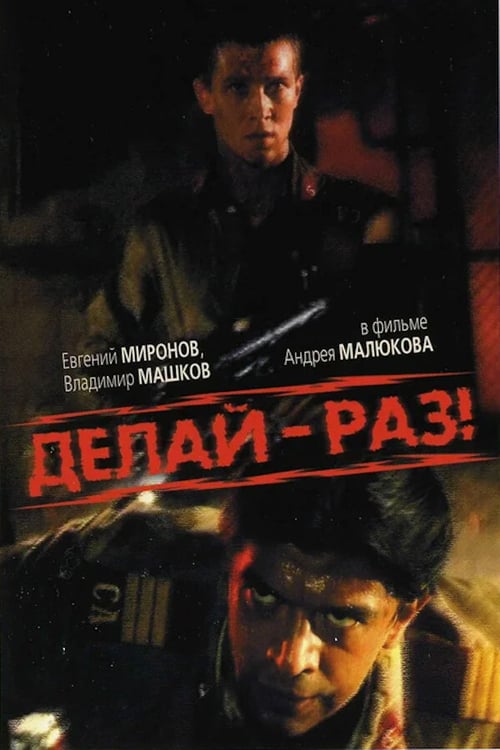 Евгений МИРОНОВ,
Владимир МАШКОВ
в фильме
Андрея МАЛЮКОВА
ДЕЛАЙ – РАЗ!
СА